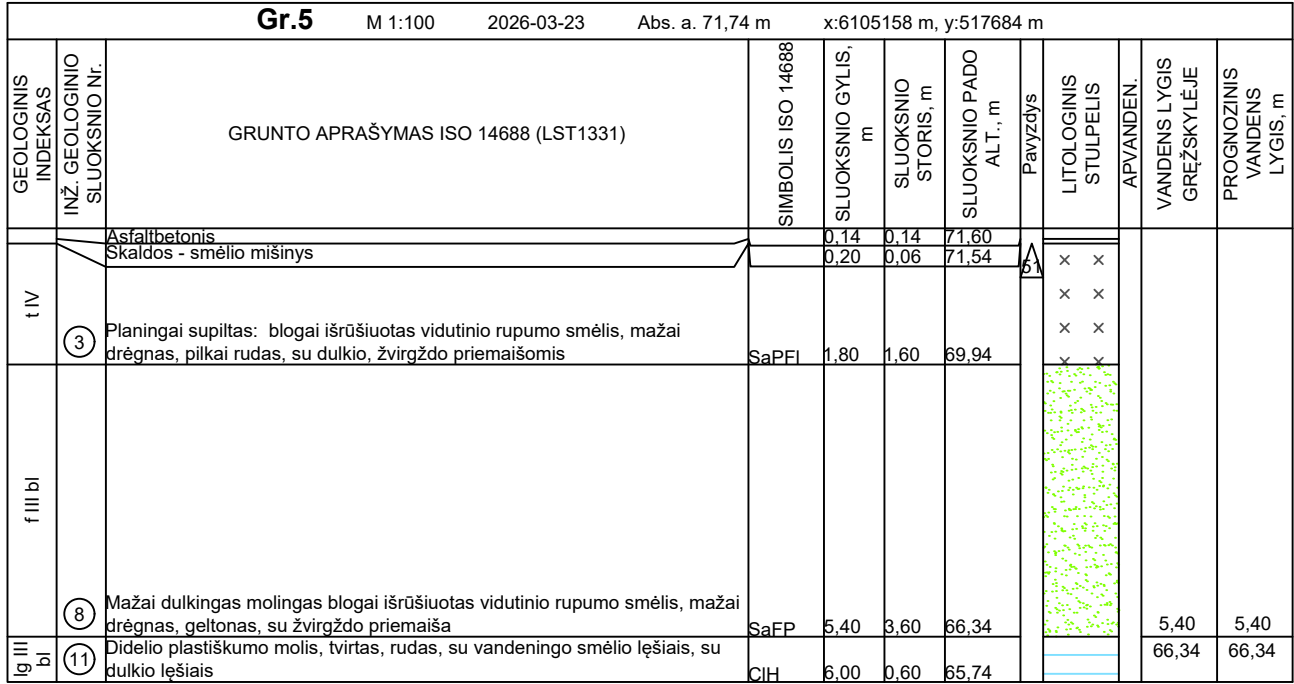 Gr.5 M 1:100 2026-03-23 Abs. a. 71,74 m x:6105158 m, y:517684 m
GEOLOGINIS
INDEKSAS
INŽ. GEOLOGINIO
SLUOKSNIO Nr.
GRUNTO APRAŠYMAS ISO 14688 (LST1331)
SIMBOLIS ISO 14688
SLUOKSNIO GYLIS,
m
SLUOKSNIO
STORIS, m
SLUOKSNIO PADO
ALT., m
Pavyzdys
LITOLOGINIS
STULPELIS
APVANDEN.
VANDENS LYGIS
GRĘŽSKYLĖJE
PROGNOZINIS
VANDENS
LYGIS, m
Asfaltbetonis 0,14 0,14 71,60
Skaldos - smėlio mišinys 0,20 0,06 71,54
51
t IV
3
Planingai supiltas: blogai išrūšiuotas vidutinio rupumo smėlis, mažai
drėgnas, pilkai rudas, su dulkio, žvirgždo priemaišomis SaPFI 1,80 1,60 69,94
f III bl
8
Mažai dulkingas molingas blogai išrūšiuotas vidutinio rupumo smėlis, mažai
drėgnas, geltonas, su žvirgždo priemaiša SaFP 5,40 3,60 66,34 5,40 5,40
66,34 66,34
lg III
bl
11
Didelio plastiškumo molis, tvirtas, rudas, su vandeningo smėlio lęšiais, su
dulkio lęšiais ClH 6,00 0,60 65,74